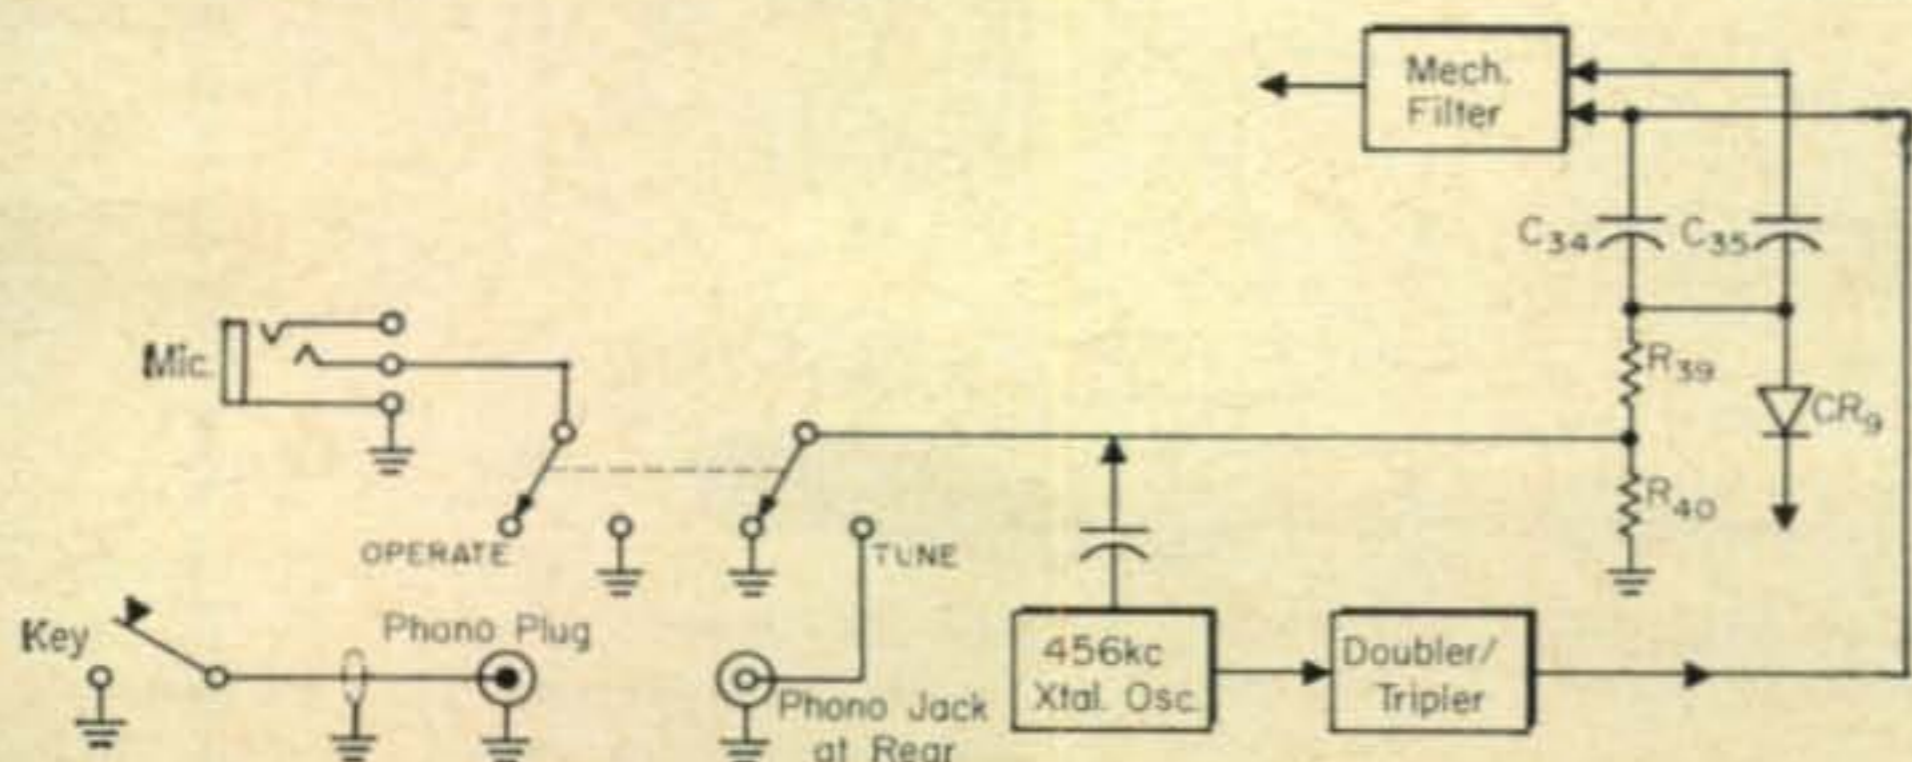 Mech.
Filter
C34
C35
Mic.
R39
CR9
OPERATE
TUNE
R40
Key
Phono Plug
Phono Jack
at Rear
456kc
Xtal. Osc.
Doubler/
Tripler